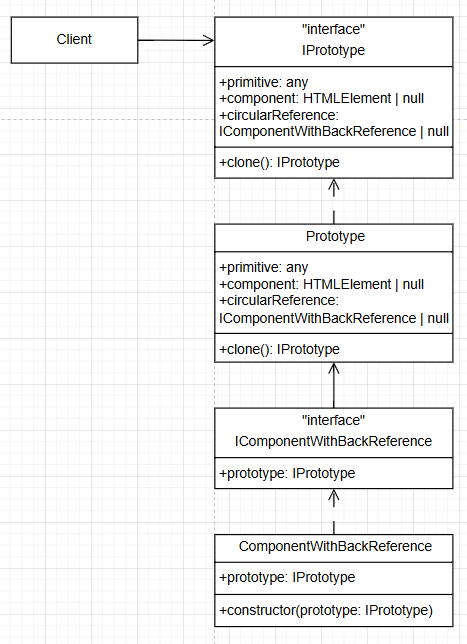 Client
"interface"
IPrototype
+primitive: any
+component: HTMLElement | null
+circularReference:
IComponentWithBackReference | null
+clone(): IPrototype
Prototype
+primitive: any
+component: HTMLElement | null
+circularReference:
IComponentWithBackReference | null
+clone(): IPrototype
"interface"
IComponentWithBackReference
+prototype: IPrototype
ComponentWithBackReference
+prototype: IPrototype
+constructor(prototype: IPrototype)